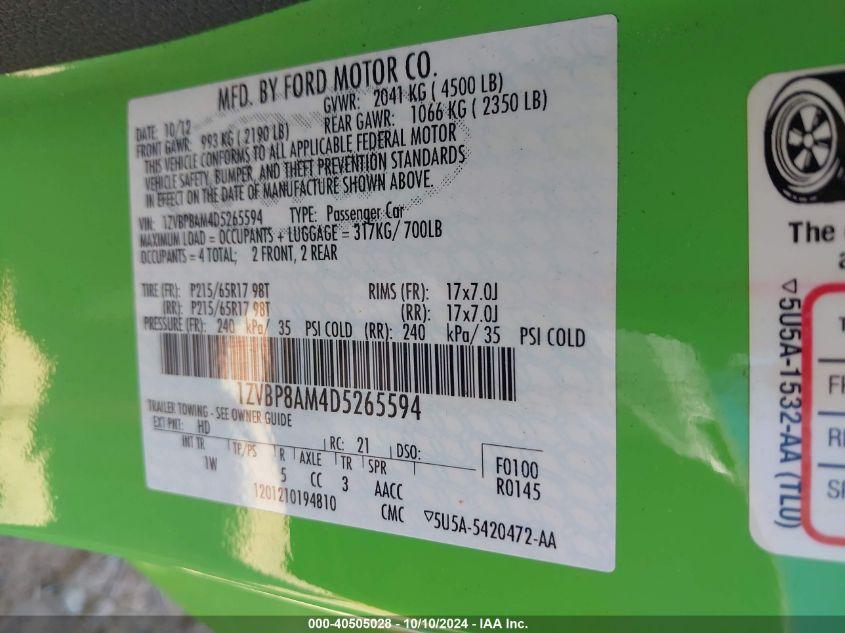 MFD. BY FORD MOTOR CO.
DATE: 10/12 GVWR: 2041 KG ( 4500 LB)
FRONT GAWR: 993 KG ( 2190 LB) REAR GAWR: 1066 KG ( 2350 LB)
THIS VEHICLE CONFORMS TO ALL APPLICABLE FEDERAL MOTOR
VEHICLE SAFETY, BUMPER, AND THEFT PREVENTION STANDARDS
IN EFFECT ON THE DATE OF MANUFACTURE SHOWN ABOVE.
VIN: 1ZVBP8AM4D5265594 TYPE: Passenger Car
MAXIMUM LOAD = OCCUPANTS + LUGGAGE = 317KG/ 700LB
OCCUPANTS = 4 TOTAL; 2 FRONT, 2 REAR
TIRE (FR): P215/65R17 98T RIMS (FR): 17x7.0J
(RR): P215/65R17 98T (RR): 17x7.0J
PRESSURE (FR): 240 kPa/ 35 PSI COLD (RR): 240 kPa/ 35 PSI COLD
1ZVBP8AM4D5265594
TRAILER TOWING - SEE OWNER GUIDE
EXT PNT: HD RC: 21 DSO:
INT TR TP/PS R AXLE TR SPR F0100
1W 5 CC 3 AACC R0145
1201210194810 CMC ▽5U5A-5420472-AA
The
▽5U5A-1532-AA (TLU)
000-40505028 - 10/10/2024 - IAA Inc.